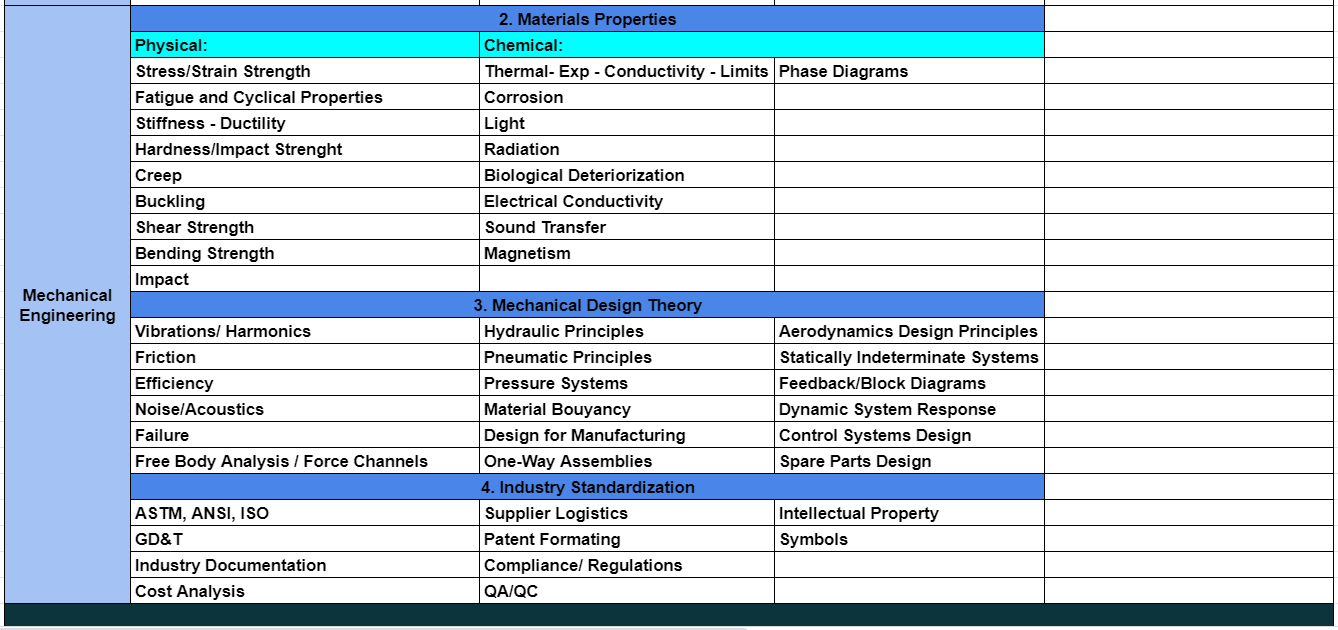 2. Materials Properties
Physical: Chemical:
Stress/Strain Strength Thermal- Exp - Conductivity - Limits Phase Diagrams
Fatigue and Cyclical Properties Corrosion
Stiffness - Ductility Light
Hardness/Impact Strenght Radiation
Creep Biological Deteriorization
Buckling Electrical Conductivity
Shear Strength Sound Transfer
Bending Strength Magnetism
Impact
Mechanical
Engineering
3. Mechanical Design Theory
Vibrations/ Harmonics Hydraulic Principles Aerodynamics Design Principles
Friction Pneumatic Principles Statically Indeterminate Systems
Efficiency Pressure Systems Feedback/Block Diagrams
Noise/Acoustics Material Bouyancy Dynamic System Response
Failure Design for Manufacturing Control Systems Design
Free Body Analysis / Force Channels One-Way Assemblies Spare Parts Design
4. Industry Standardization
ASTM, ANSI, ISO Supplier Logistics Intellectual Property
GD&T Patent Formating Symbols
Industry Documentation Compliance/ Regulations
Cost Analysis QA/QC